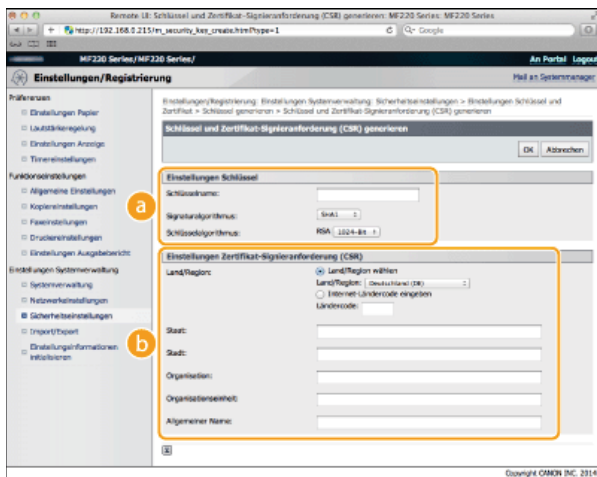 Remote UI: Schlüssel und Zertifikat-Signieranforderung (CSR) generieren: MF220 Series: MF220 Series
http://192.168.0.215/m_security_key_create.html?type=1
Google
MF220 Series/MF220 Series/
An Portal Logout
Einstellungen/Registrierung
Mail an Systemmanager
Präferenzen
Einstellungen Papier
Lautstärkeregelung
Einstellungen Anzeige
Timereinstellungen
Funktionseinstellungen
Allgemeine Einstellungen
Kopiereinstellungen
Faxeinstellungen
Druckereinstellungen
Einstellungen Ausgabebericht
Einstellungen Systemverwaltung
Systemverwaltung
Netzwerkeinstellungen
Sicherheitseinstellungen
Import/Export
Einstellungsinformationen
initialisieren
Einstellungen/Registrierung: Einstellungen Systemverwaltung: Sicherheitseinstellungen > Einstellungen Schlüssel und
Zertifikat > Schlüssel generieren > Schlüssel und Zertifikat-Signieranforderung (CSR) generieren
Schlüssel und Zertifikat-Signieranforderung (CSR) generieren
OK Abbrechen
a
Einstellungen Schlüssel
Schlüsselname:
Signaturalgorithmus: SHA1
Schlüsselalgorithmus: RSA 1024-Bit
b
Einstellungen Zertifikat-Signieranforderung (CSR)
Land/Region: Land/Region wählen
Land/Region: Deutschland (DE)
Internet-Ländercode eingeben
Ländercode:
Staat:
Stadt:
Organisation:
Organisationseinheit:
Allgemeiner Name:
Copyright CANON INC. 2014